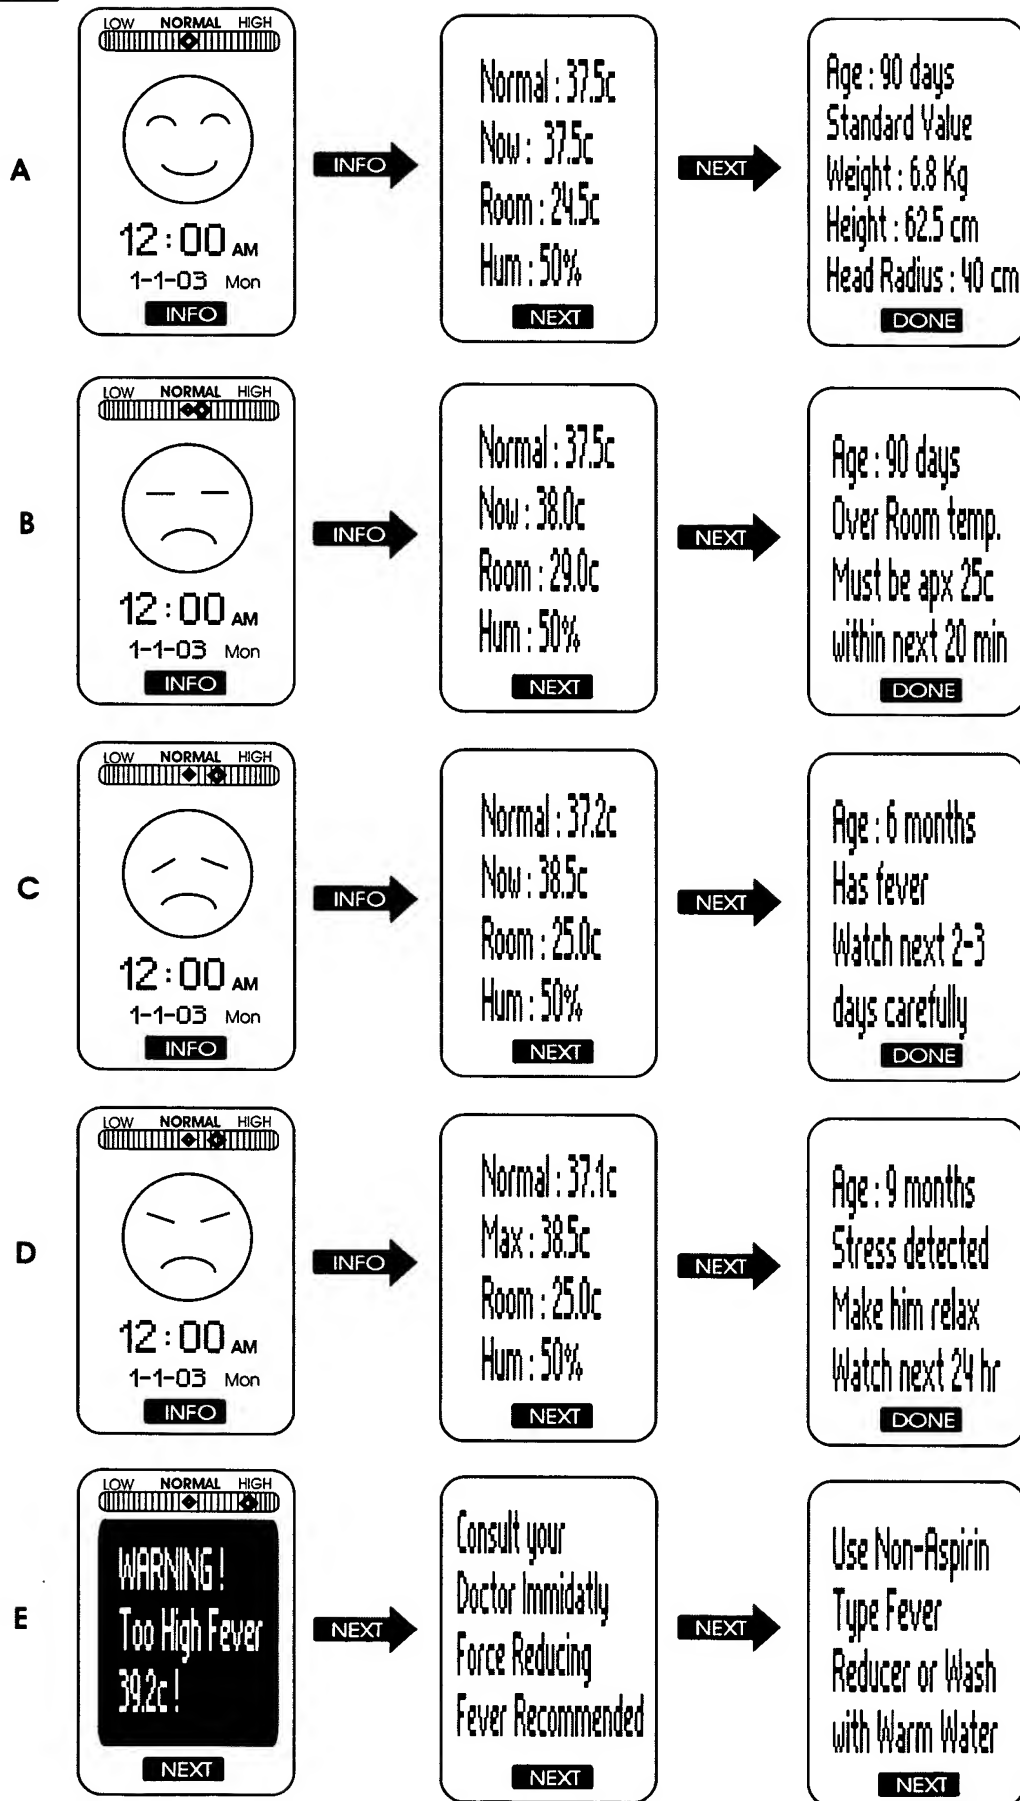 LOW NORMAL HIGH
A
12:00 AM
1-1-03 Mon
INFO
INFO
Normal : 37.5c
Now : 37.5c
Room : 24.5c
Hum : 50%
NEXT
NEXT
Age : 90 days
Standard Value
Weight : 6.8 Kg
Height : 62.5 cm
Head Radius : 40 cm
DONE
LOW NORMAL HIGH
B
12:00 AM
1-1-03 Mon
INFO
INFO
Normal : 37.5c
Now : 38.0c
Room : 29.0c
Hum : 50%
NEXT
NEXT
Age : 90 days
Over Room temp.
Must be apx 25c
within next 20 min
DONE
LOW NORMAL HIGH
C
12:00 AM
1-1-03 Mon
INFO
INFO
Normal : 37.2c
Now : 38.5c
Room : 25.0c
Hum : 50%
NEXT
NEXT
Age : 6 months
Has fever
Watch next 2-3
days carefully
DONE
LOW NORMAL HIGH
D
12:00 AM
1-1-03 Mon
INFO
INFO
Normal : 37.1c
Max : 38.5c
Room : 25.0c
Hum : 50%
NEXT
NEXT
Age : 9 months
Stress detected
Make him relax
Watch next 24 hr
DONE
LOW NORMAL HIGH
E
WARNING !
Too High Fever
39.2c !
NEXT
NEXT
Consult your
Doctor Immidatly
Force Reducing
Fever Recommended
NEXT
NEXT
Use Non-Aspirin
Type Fever
Reducer or Wash
with Warm Water
NEXT